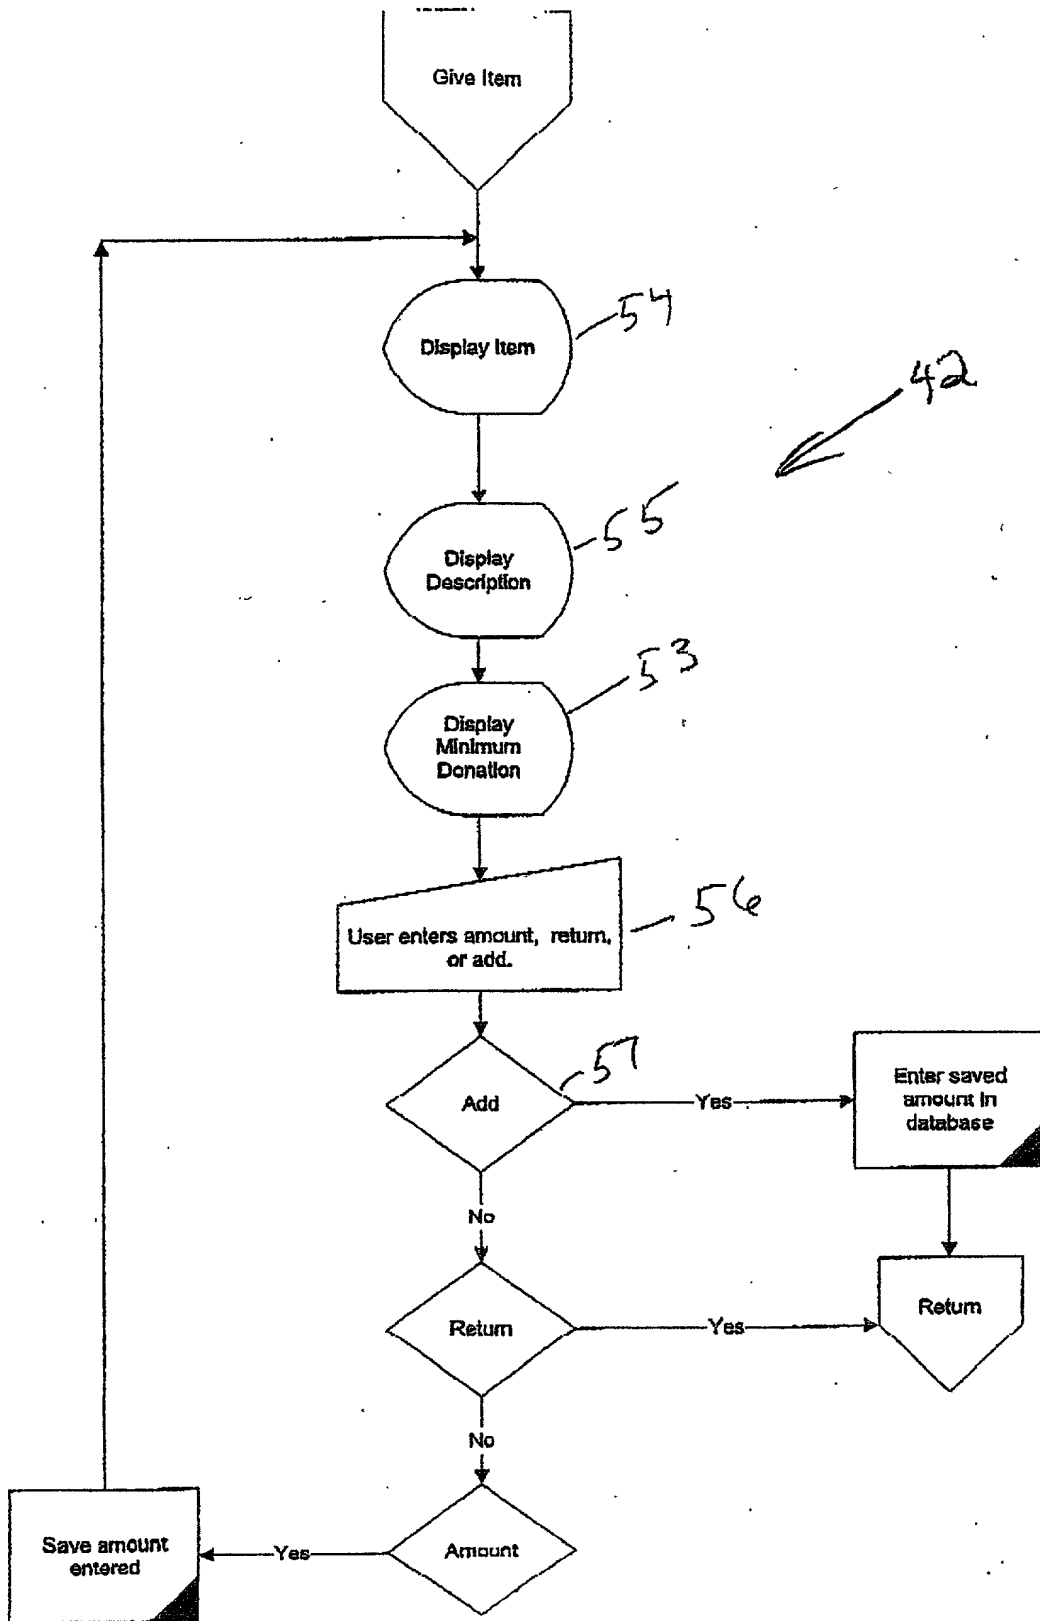 Give Item
Display Item
54
42
Display
Description
55
Display
Minimum
Donation
53
User enters amount, return,
or add.
56
Add
57
Yes
Enter saved
amount in
database
No
Return
Yes
Return
No
Amount
Yes
Save amount
entered